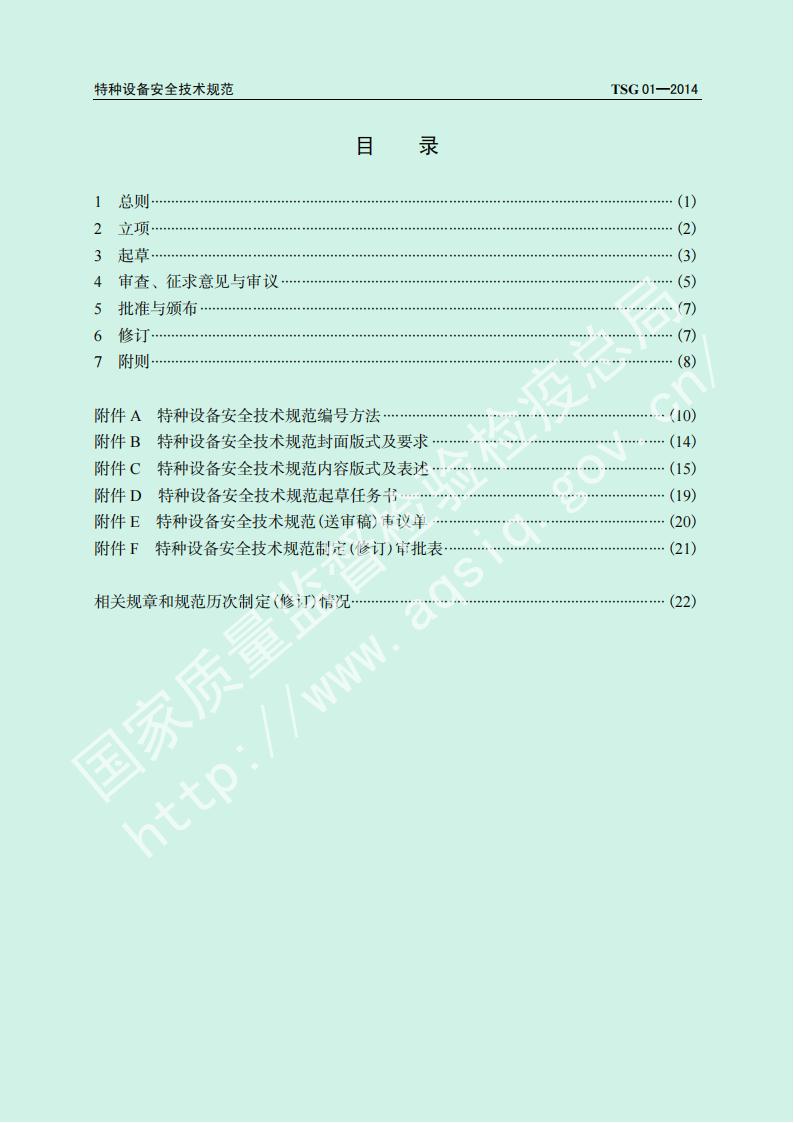 特种设备安全技术规范 TSG 01—2014
目 录
1 总则…………………………………………(1)
2 立项…………………………………………(2)
3 起草…………………………………………(3)
4 审查、征求意见与审议…………………………………………(5)
5 批准与颁布…………………………………………(7)
6 修订…………………………………………(7)
7 附则…………………………………………(8)
附件 A 特种设备安全技术规范编号方法…………………………(10)
附件 B 特种设备安全技术规范封面版式及要求…………………………(14)
附件 C 特种设备安全技术规范内容版式及表述…………………………(15)
附件 D 特种设备安全技术规范起草任务书…………………………(19)
附件 E 特种设备安全技术规范(送审稿)审议单…………………………(20)
附件 F 特种设备安全技术规范制定(修订)审批表…………………………(21)
相关规章和规范历次制定(修订)情况…………………………………(22)
国家质量监督检验检疫总局
http://www.aqsiq.gov.cn/